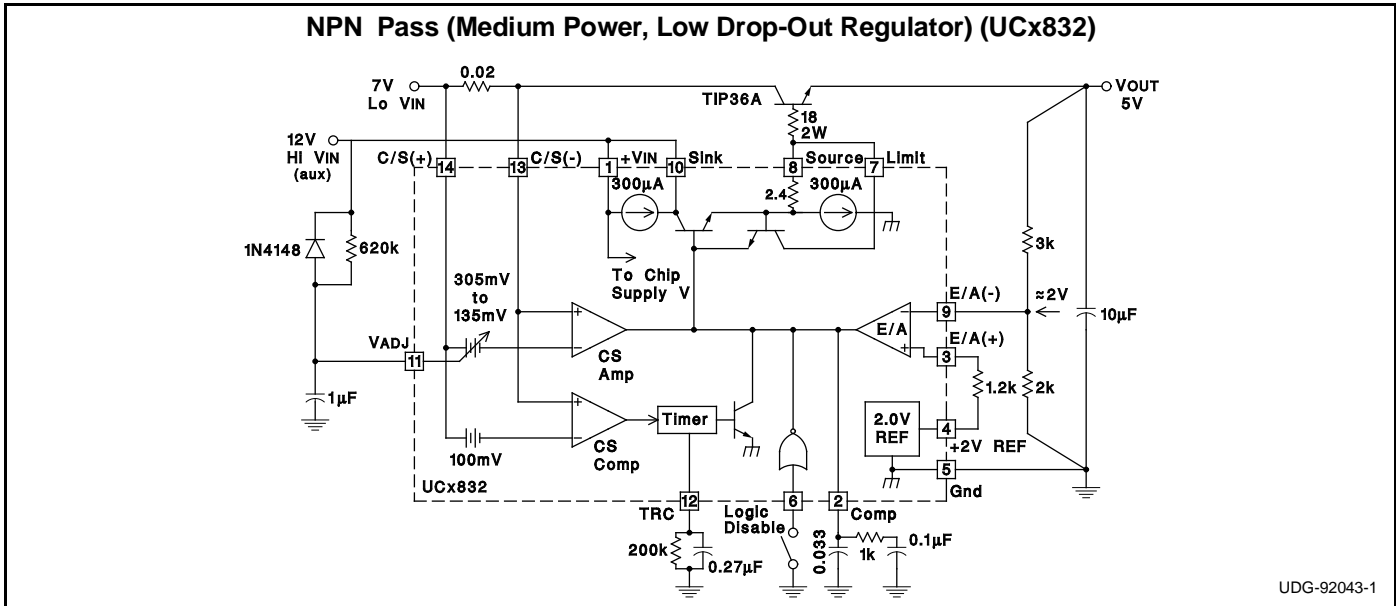 NPN Pass (Medium Power, Low Drop-Out Regulator) (UCx832)
7V
Lo VIN
0.02
TIP36A
18
2W
VOUT
5V
12V
HI VIN
(aux)
C/S(+)
14
13
C/S(-)
1
+VIN
10
Sink
8
Source
7
Limit
300µA
2.4
300µA
1N4148
620k
To Chip
Supply V
3k
305mV
to
135mV
E/A(-)
9
≈2V
10µF
E/A
E/A(+)
3
VADJ
11
+
-
CS
Amp
-
+
1.2k
2k
1µF
+
-
CS
Comp
Timer
2.0V
REF
4
+2V REF
100mV
5
Gnd
UCx832
TRC
12
Logic
Disable
6
2
Comp
200k
0.27µF
0.033
1k
0.1µF
UDG-92043-1